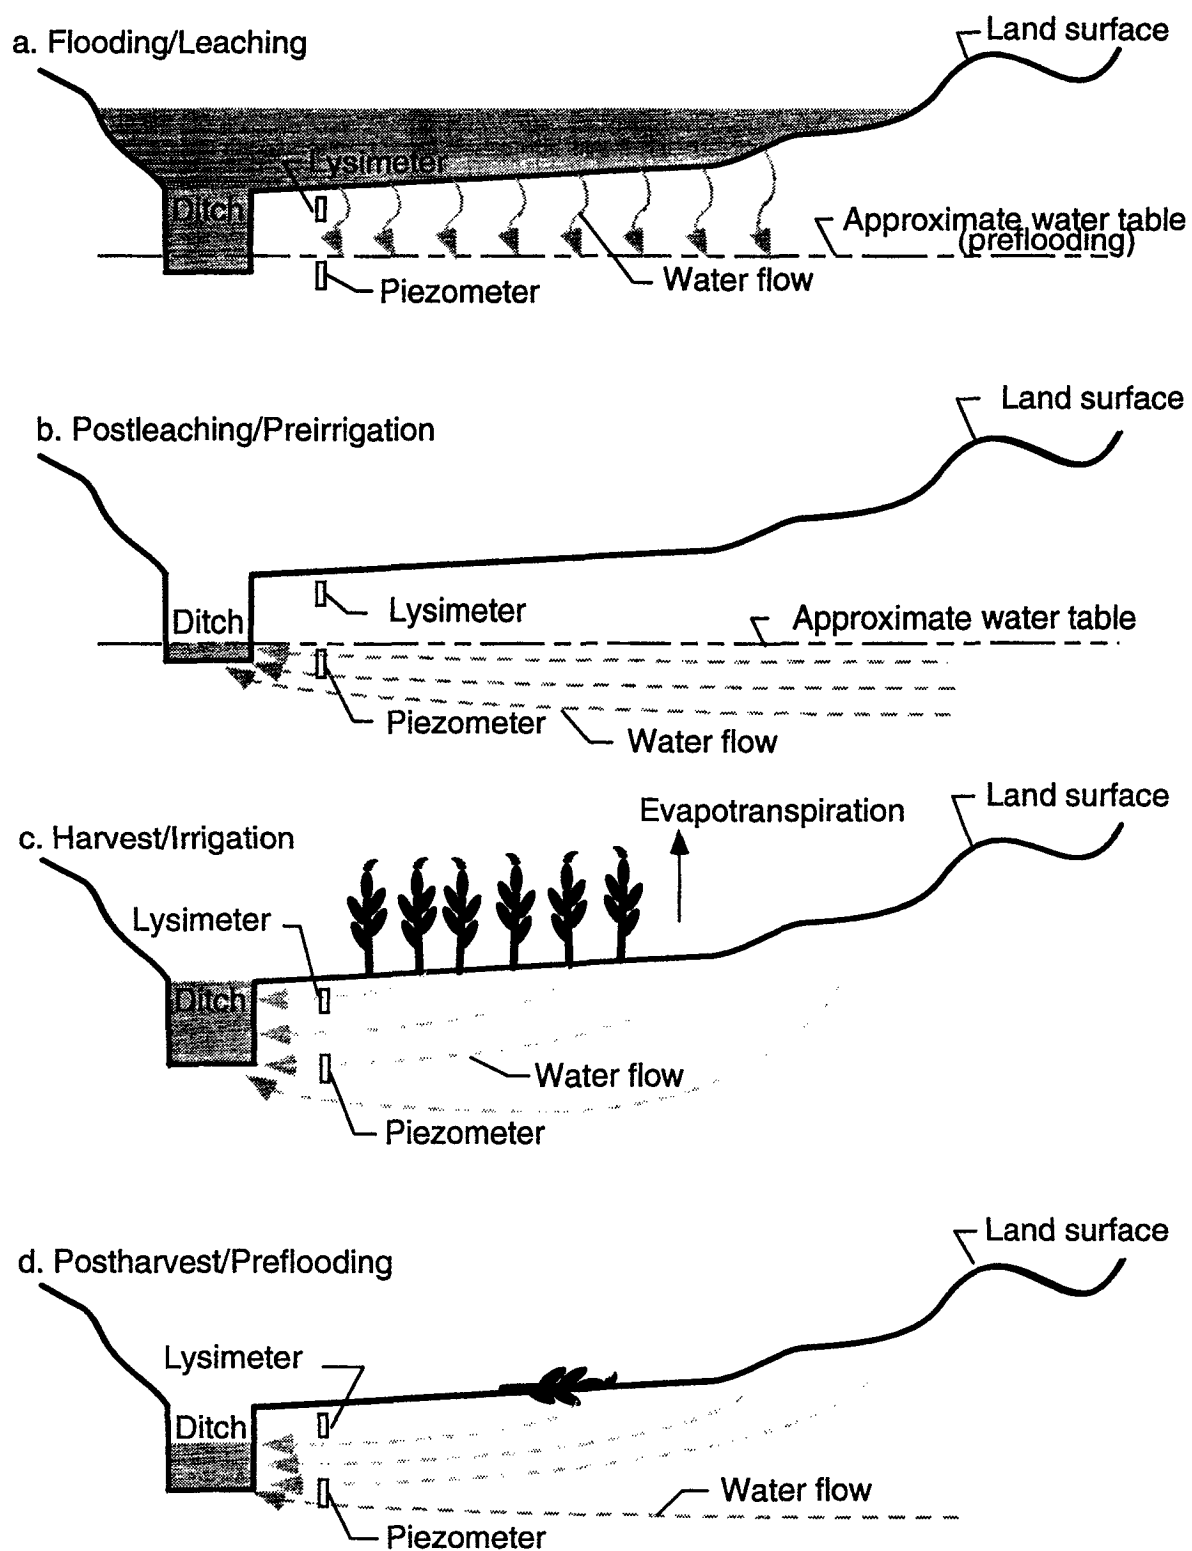 a. Flooding/Leaching
Land surface
Lysimeter
Ditch
Approximate water table
(preflooding)
Water flow
Piezometer
b. Postleaching/Preirrigation
Land surface
Lysimeter
Ditch
Approximate water table
Piezometer
Water flow
c. Harvest/Irrigation
Evapotranspiration
Land surface
Lysimeter
Ditch
Water flow
Piezometer
d. Postharvest/Preflooding
Land surface
Lysimeter
Ditch
Water flow
Piezometer